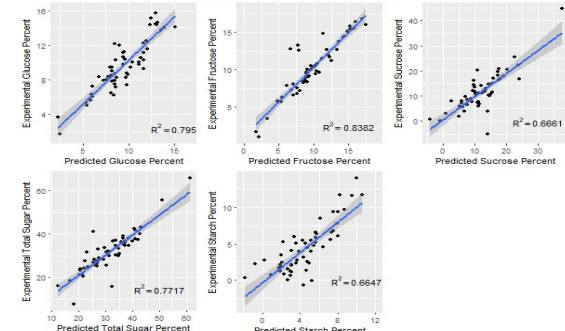 Experimental Glucose Percent
16
12
8
4
R² = 0.795
5 10 15
Predicted Glucose Percent
Experimental Fructose Percent
15
10
5
R² = 0.8382
0 5 10 15
Predicted Fructose Percent
Experimental Sucrose Percent
40
30
20
10
0
R² = 0.6661
0 10 20 30
Predicted Sucrose Percent
Experimental Total Sugar Percent
60
40
20
R² = 0.7717
10 20 30 40 50 60
Predicted Total Sugar Percent
Experimental Starch Percent
10
5
0
R² = 0.6647
0 4 8 12
Predicted Starch Percent